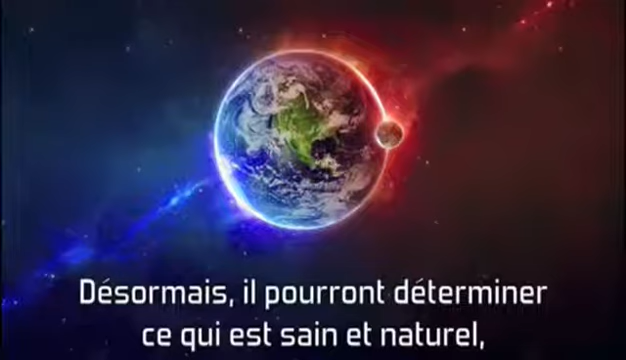 Désormais, il pourront déterminer
ce qui est sain et naturel,